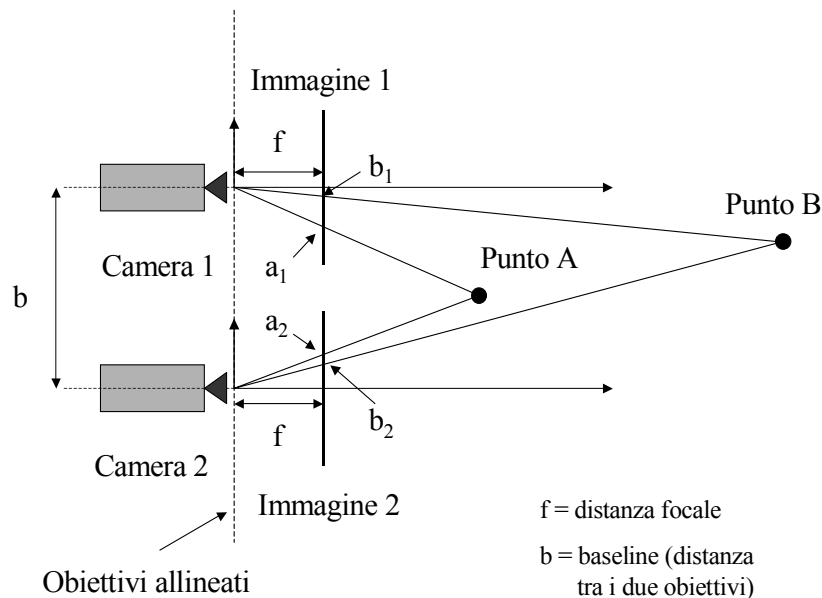 Immagine 1
f
b1
Punto B
Camera 1
a1
Punto A
b
a2
f
b2
Camera 2
Immagine 2
f = distanza focale
Obiettivi allineati
b = baseline (distanza
tra i due obiettivi)